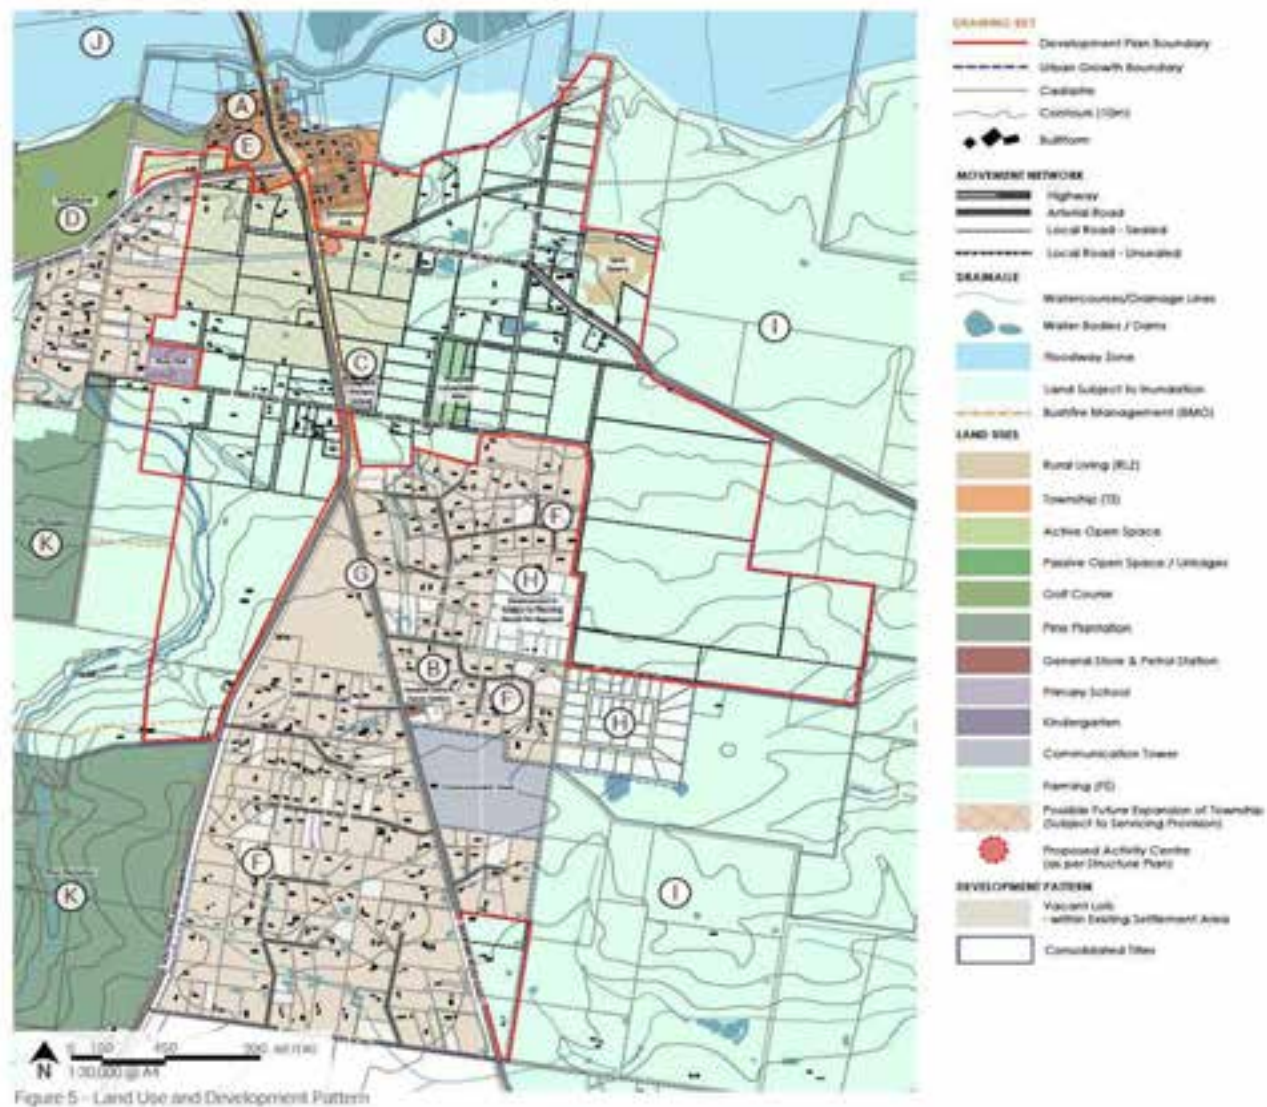 J
J
A
E
D
I
C
K
F
H
G
B
F
H
F
K
I
N
0 150 450 900
1:30,000 @ A4
Figure 5 - Land Use and Development Pattern
DRAWING KEY
Development Plan Boundary
Urban Growth Boundary
Cadastre
Contours (10m)
Builtform
MOVEMENT NETWORK
Highway
Arterial Road
Local Road - Sealed
Local Road - Unsealed
DRAINAGE
Watercourses/Drainage Lines
Water Bodies / Dams
Floodway Zone
Land Subject to Inundation
Bushfire Management (BMO)
LAND USES
Rural Living (RLZ)
Township (TZ)
Active Open Space
Passive Open Space / Linkages
Golf Course
Pine Plantation
General Store & Petrol Station
Primary School
Kindergarten
Communication Tower
Farming (FZ)
Possible Future Expansion of Township
(Subject to Servicing Provision)
Proposed Activity Centre
(as per Structure Plan)
DEVELOPMENT PATTERN
Vacant Lots
- within Existing Settlement Area
Consolidated Titles